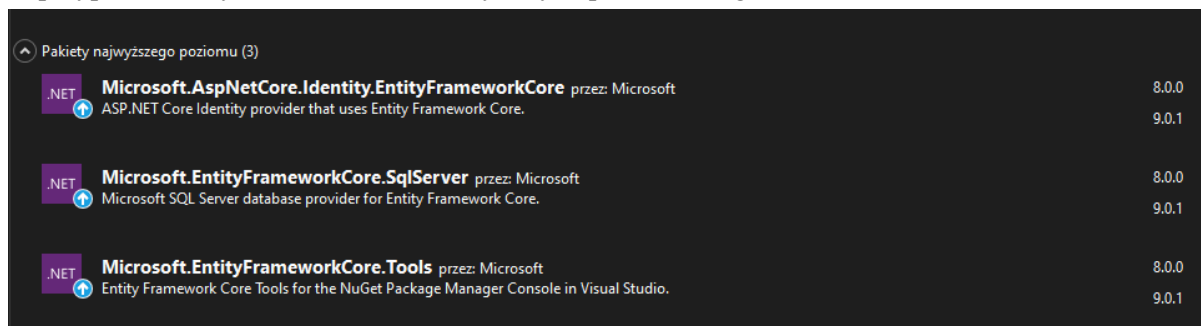 Pakiety najwyższego poziomu (3)
.NET Microsoft.AspNetCore.Identity.EntityFrameworkCore przez: Microsoft 8.0.0
ASP.NET Core Identity provider that uses Entity Framework Core.
9.0.1
.NET Microsoft.EntityFrameworkCore.SqlServer przez: Microsoft 8.0.0
Microsoft SQL Server database provider for Entity Framework Core.
9.0.1
.NET Microsoft.EntityFrameworkCore.Tools przez: Microsoft 8.0.0
Entity Framework Core Tools for the NuGet Package Manager Console in Visual Studio.
9.0.1